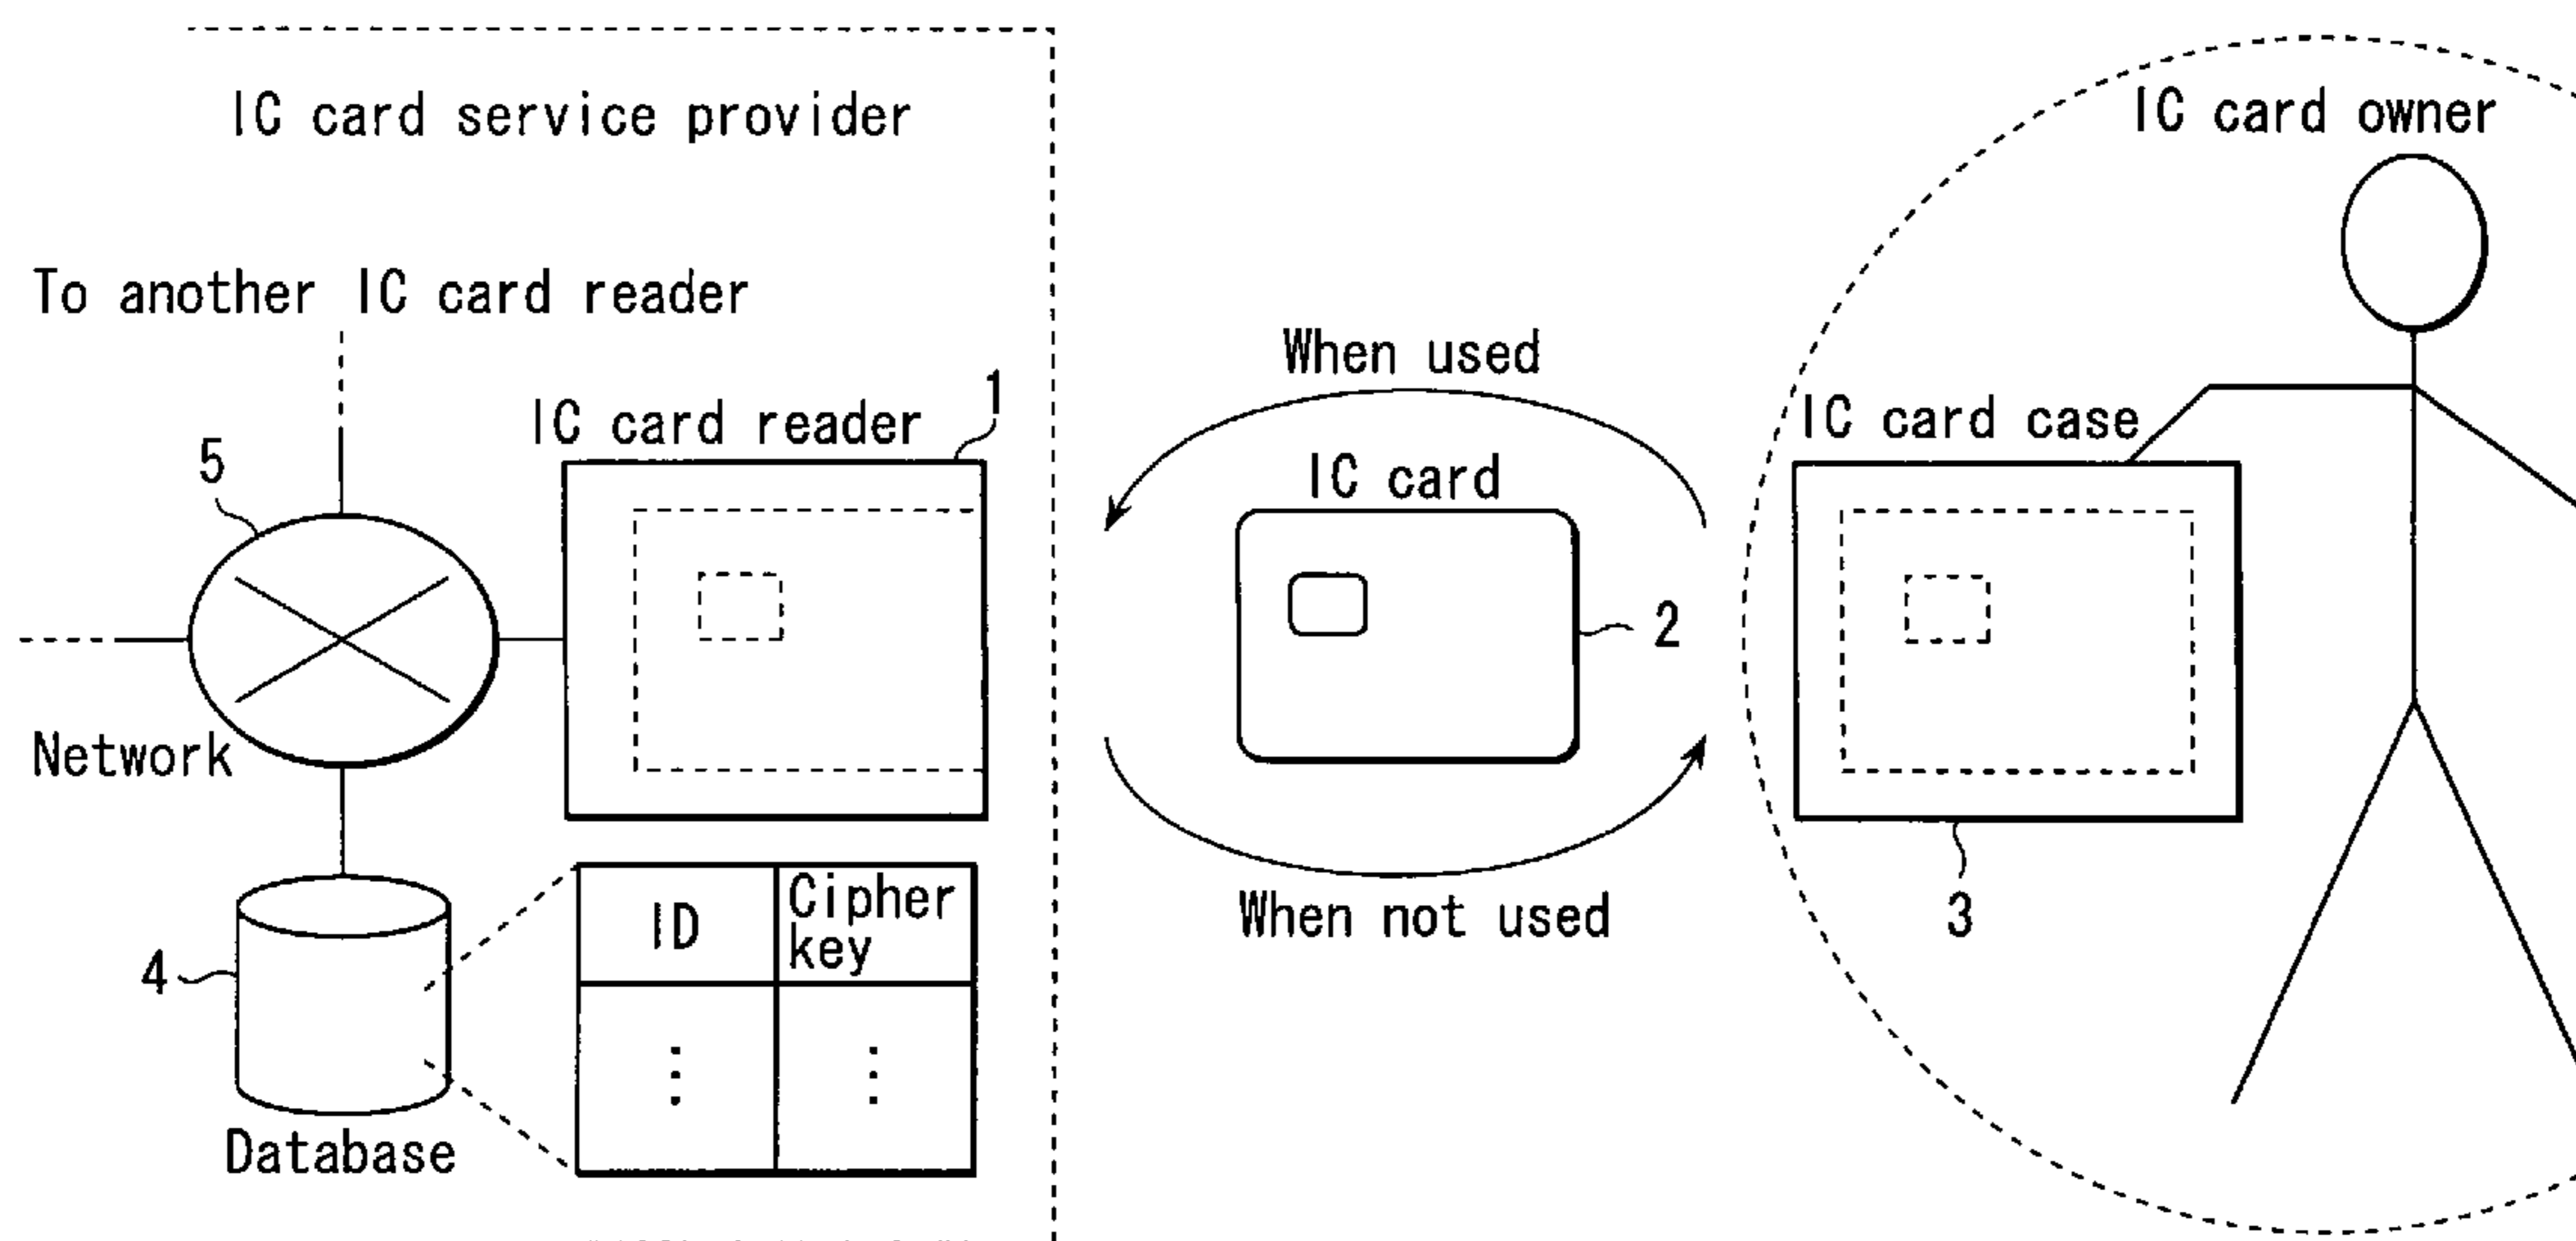 IC card service provider
IC card owner
To another IC card reader
When used
1
IC card reader
IC card case
5
IC card
2
Network
ID
Cipher
key
When not used
3
4
Database